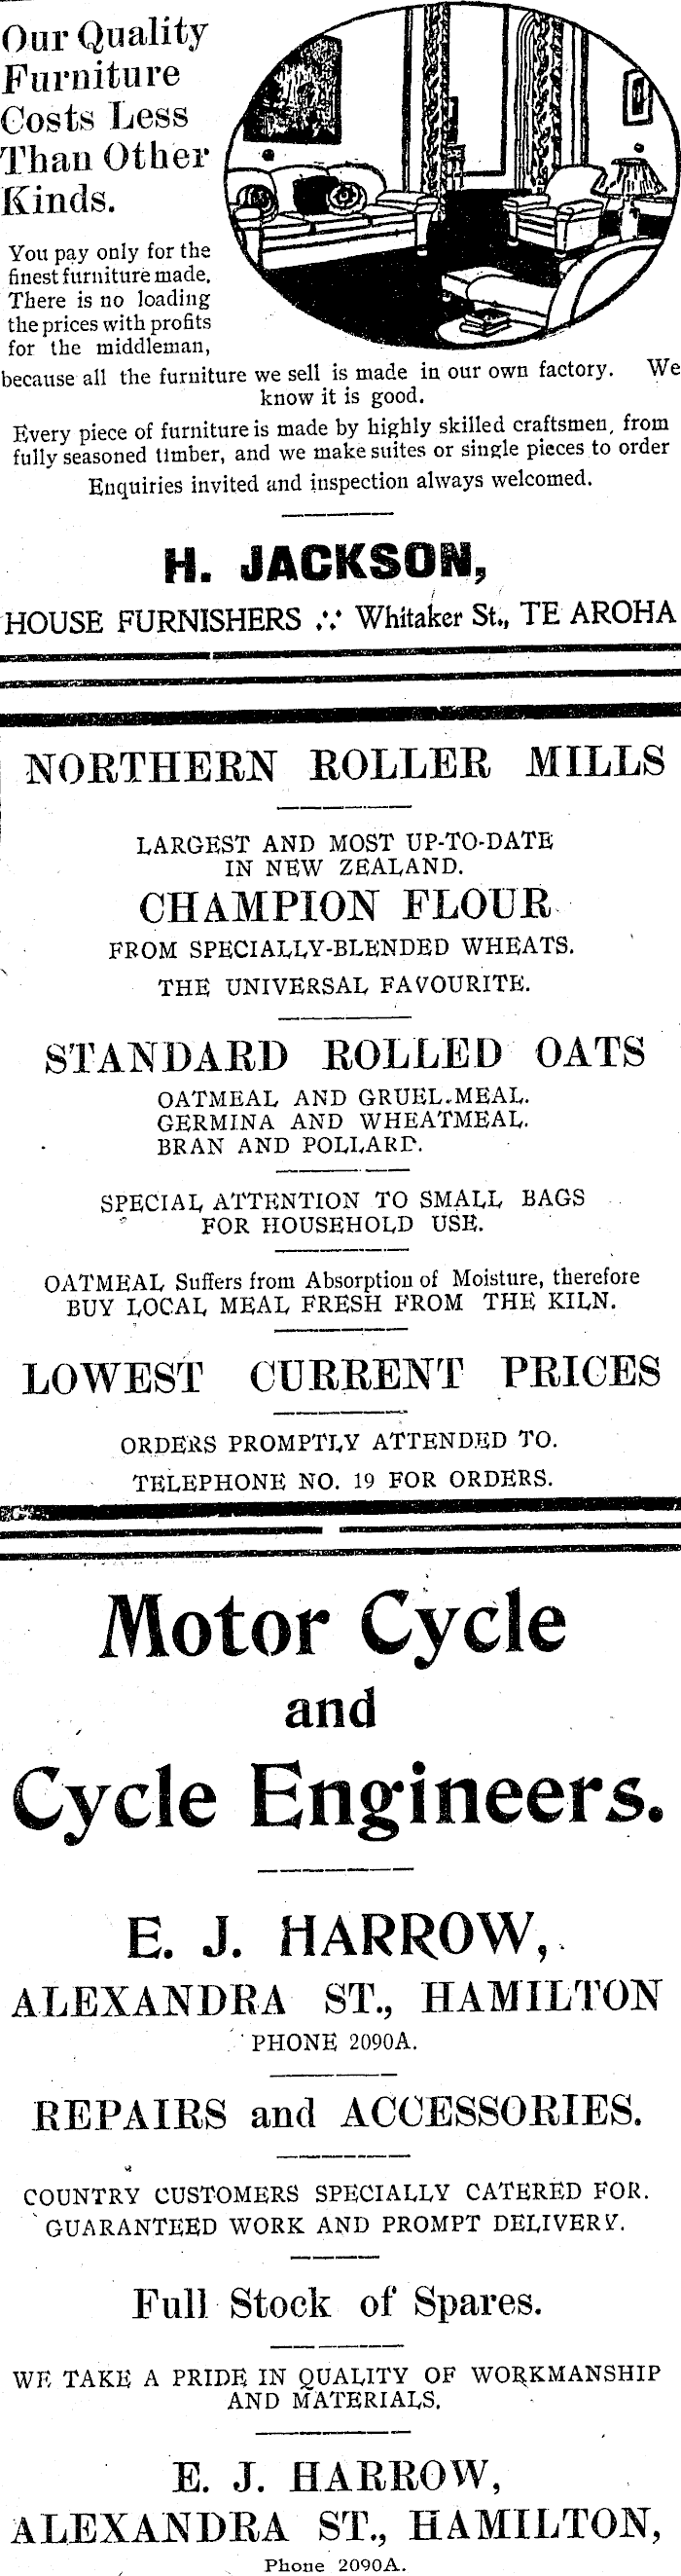 Our Quality
Furniture
Costs Less
Than Other
Kinds.
You pay only for the
finest furniture made.
There is no loading
the prices with profits
for the middleman,
because all the furniture we sell is made in our own factory. We
know it is good.
Every piece of furniture is made by highly skilled craftsmen, from
fully seasoned timber, and we make suites or single pieces to order
Enquiries invited and inspection always welcomed.
H. JACKSON,
HOUSE FURNISHERS ∴ Whitaker St., TE AROHA
NORTHERN ROLLER MILLS
LARGEST AND MOST UP-TO-DATE
IN NEW ZEALAND.
CHAMPION FLOUR
FROM SPECIALLY-BLENDED WHEATS.
THE UNIVERSAL FAVOURITE.
STANDARD ROLLED OATS
OATMEAL AND GRUEL-MEAL.
GERMINA AND WHEATMEAL.
BRAN AND POLLARD.
SPECIAL ATTENTION TO SMALL BAGS
FOR HOUSEHOLD USE.
OATMEAL Suffers from Absorption of Moisture, therefore
BUY LOCAL MEAL FRESH FROM THE KILN.
LOWEST CURRENT PRICES
ORDERS PROMPTLY ATTENDED TO.
TELEPHONE NO. 19 FOR ORDERS.
Motor Cycle
and
Cycle Engineers.
E. J. HARROW,
ALEXANDRA ST., HAMILTON
PHONE 2090A.
REPAIRS and ACCESSORIES.
COUNTRY CUSTOMERS SPECIALLY CATERED FOR.
GUARANTEED WORK AND PROMPT DELIVERY.
Full Stock of Spares.
WE TAKE A PRIDE IN QUALITY OF WORKMANSHIP
AND MATERIALS.
E. J. HARROW,
ALEXANDRA ST., HAMILTON,
Phone 2090A.